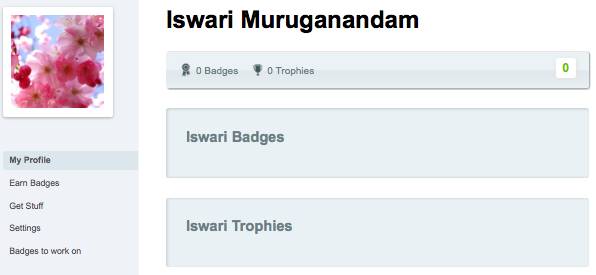 Iswari Muruganandam
0 Badges 0 Trophies 0
Iswari Badges
Iswari Trophies
My Profile
Earn Badges
Get Stuff
Settings
Badges to work on